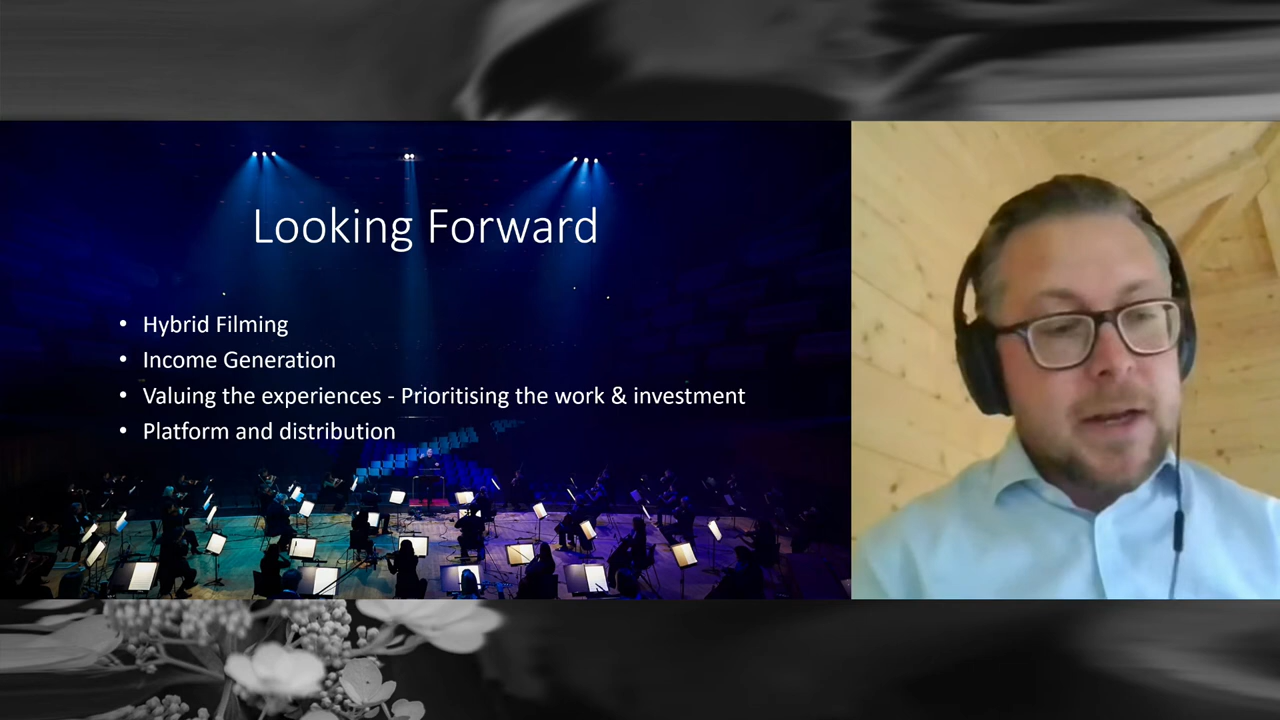 Looking Forward
• Hybrid Filming
• Income Generation
• Valuing the experiences - Prioritising the work & investment
• Platform and distribution